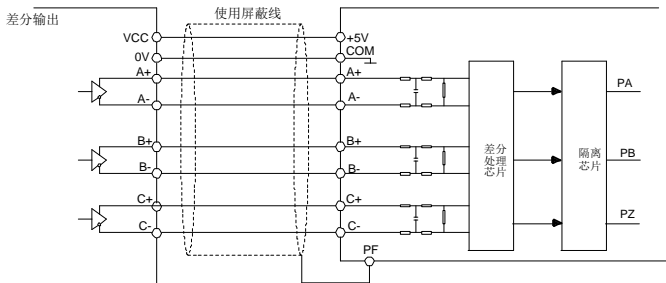 差分输出
使用屏蔽线
VCC
+5V
0V
COM
A+
A+
A-
A-
B+
B+
B-
B-
C+
C+
C-
C-
PF
差分
处理
芯片
隔离
芯片
PA
PB
PZ